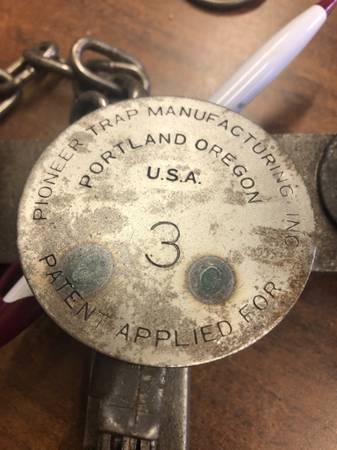 PIONEER TRAP MANUFACTURING, INC
PORTLAND OREGON
U.S.A.
3
PATENT APPLIED FOR